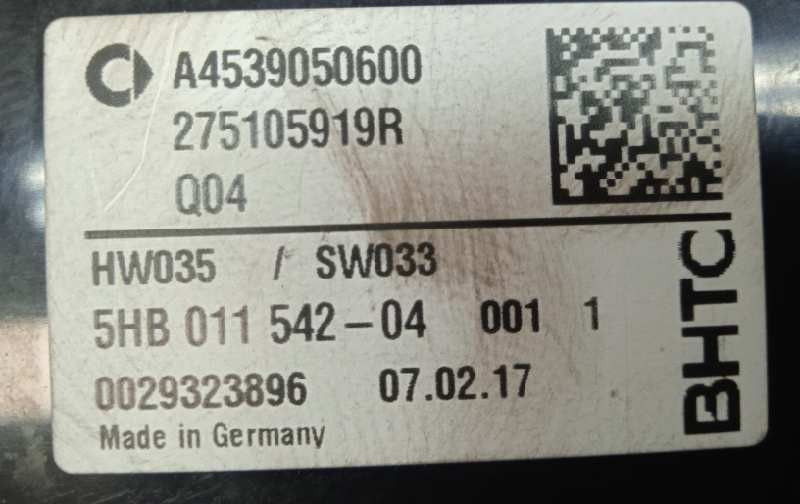 A4539050600
275105919R
Q04
HW035 / SW033
5HB 011 542-04 001 1
0029323896 07.02.17
Made in Germany
BHTC